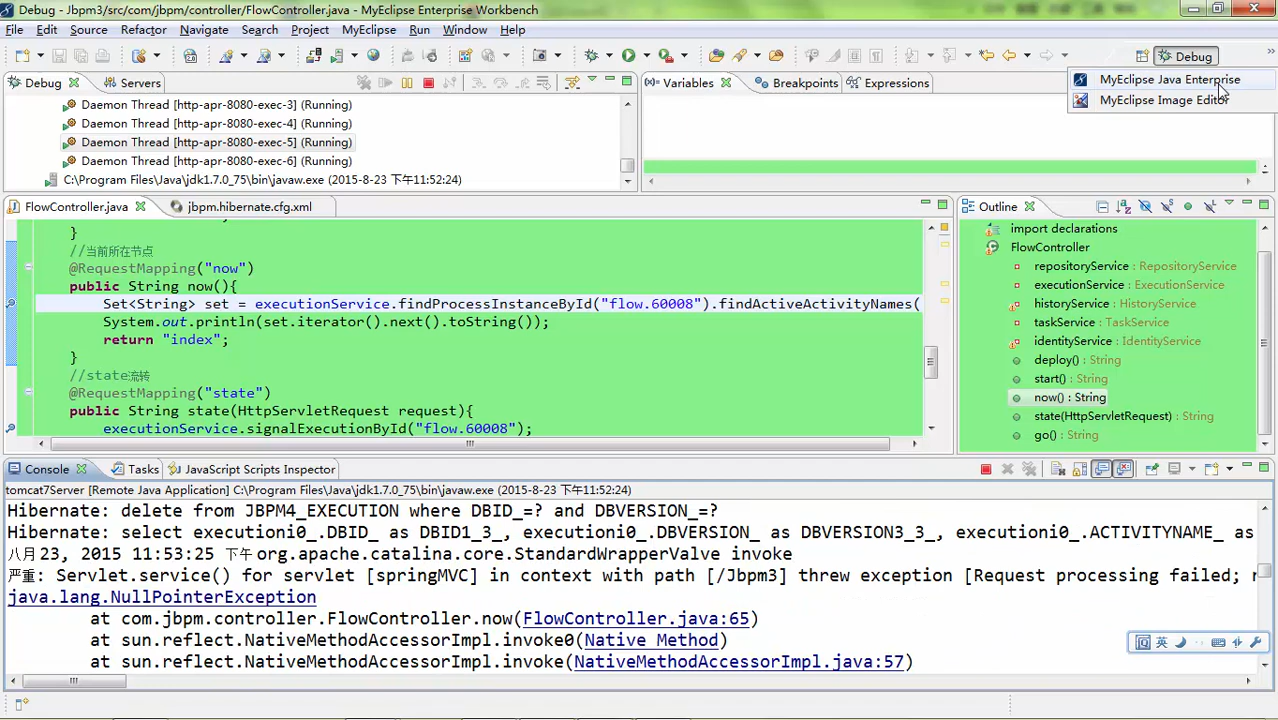 Debug - Jbpm3/src/com/jbpm/controller/FlowController.java - MyEclipse Enterprise Workbench
File Edit Source Refactor Navigate Search Project MyEclipse Run Window Help
Debug
MyEclipse Java Enterprise
MyEclipse Image Editor
Debug Servers
Daemon Thread [http-apr-8080-exec-3] (Running)
Daemon Thread [http-apr-8080-exec-4] (Running)
Daemon Thread [http-apr-8080-exec-5] (Running)
Daemon Thread [http-apr-8080-exec-6] (Running)
C:\Program Files\Java\jdk1.7.0_75\bin\javaw.exe (2015-8-23 下午11:52:24)
Variables Breakpoints Expressions
FlowController.java jbpm.hibernate.cfg.xml
}
//当前所在节点
@RequestMapping("now")
public String now(){
Set<String> set = executionService.findProcessInstanceById("flow.60008").findActiveActivityNames(
System.out.println(set.iterator().next().toString());
return "index";
}
//state流转
@RequestMapping("state")
public String state(HttpServletRequest request){
executionService.signalExecutionById("flow.60008");
Outline
import declarations
FlowController
repositoryService : RepositoryService
executionService : ExecutionService
historyService : HistoryService
taskService : TaskService
identityService : IdentityService
deploy() : String
start() : String
now() : String
state(HttpServletRequest) : String
go() : String
Console Tasks JavaScript Scripts Inspector
tomcat7Server [Remote Java Application] C:\Program Files\Java\jdk1.7.0_75\bin\javaw.exe (2015-8-23 下午11:52:24)
Hibernate: delete from JBPM4_EXECUTION where DBID_=? and DBVERSION_=?
Hibernate: select executioni0_.DBID_ as DBID1_3_, executioni0_.DBVERSION_ as DBVERSION3_3_, executioni0_.ACTIVITYNAME_ as
八月 23, 2015 11:53:25 下午 org.apache.catalina.core.StandardWrapperValve invoke
严重: Servlet.service() for servlet [springMVC] in context with path [/Jbpm3] threw exception [Request processing failed;
java.lang.NullPointerException
at com.jbpm.controller.FlowController.now(FlowController.java:65)
at sun.reflect.NativeMethodAccessorImpl.invoke0(Native Method)
at sun.reflect.NativeMethodAccessorImpl.invoke(NativeMethodAccessorImpl.java:57)
英